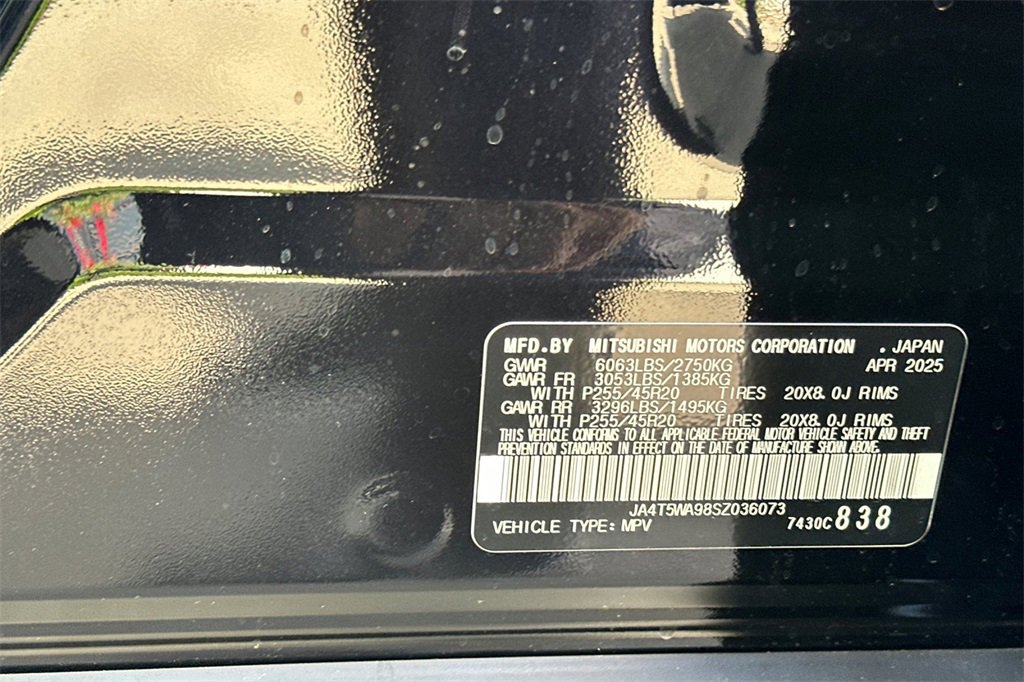 MFD.BY MITSUBISHI MOTORS CORPORATION .JAPAN
GVWR 6063LBS/2750KG APR 2025
GAWR FR 3053LBS/1385KG
WITH P255/45R20 TIRES 20X8.0J RIMS
GAWR RR 3296LBS/1495KG
WITH P255/45R20 TIRES 20X8.0J RIMS
THIS VEHICLE CONFORMS TO ALL APPLICABLE FEDERAL MOTOR VEHICLE SAFETY AND THEFT
PREVENTION STANDARDS IN EFFECT ON THE DATE OF MANUFACTURE SHOWN ABOVE.
JA4T5WA98SZ036073
VEHICLE TYPE: MPV 7430C838